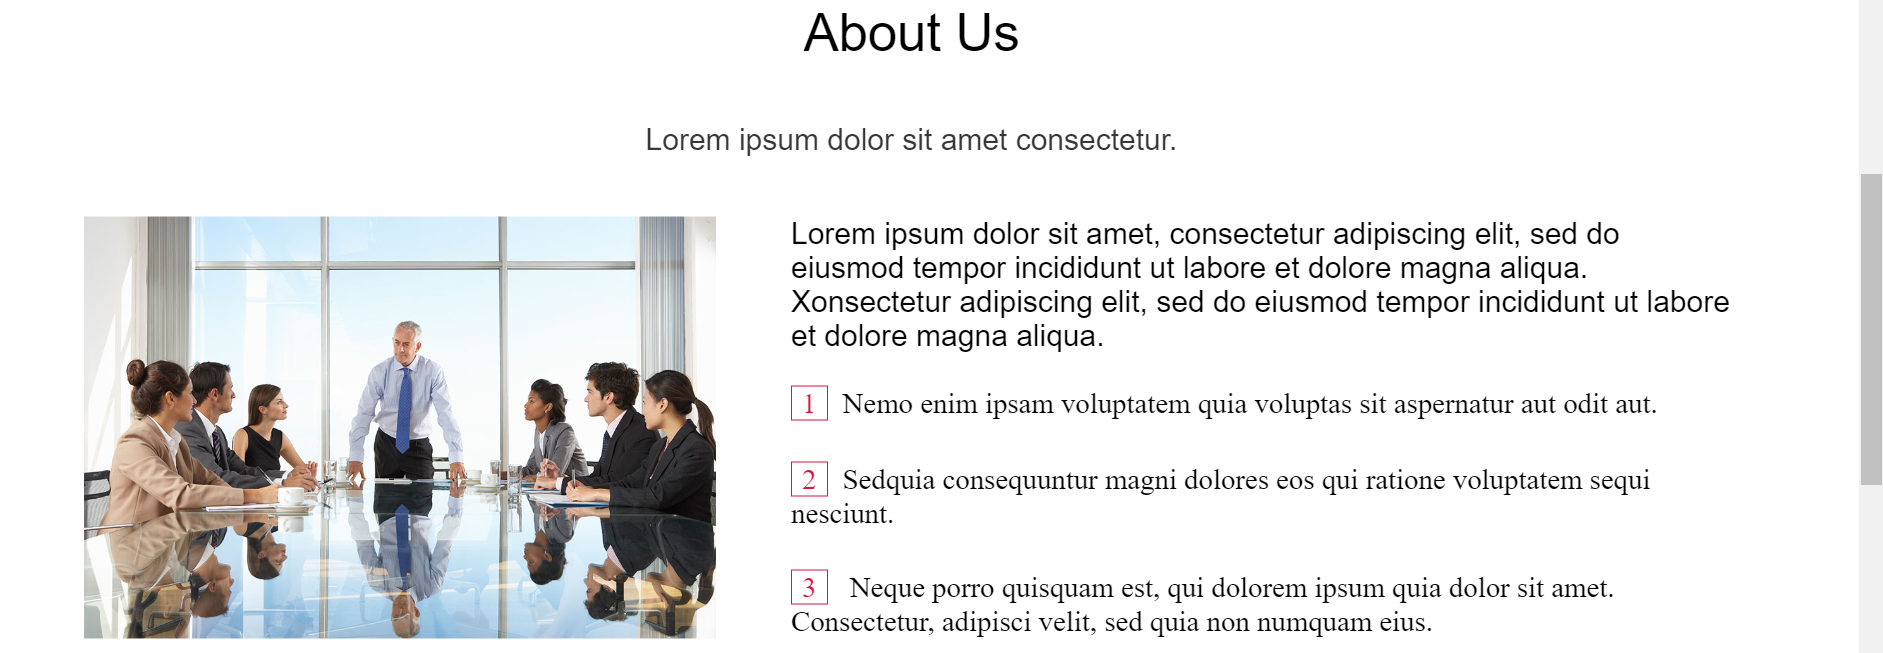 About Us
Lorem ipsum dolor sit amet consectetur.
Lorem ipsum dolor sit amet, consectetur adipiscing elit, sed do
eiusmod tempor incididunt ut labore et dolore magna aliqua.
Xonsectetur adipiscing elit, sed do eiusmod tempor incididunt ut labore
et dolore magna aliqua.
1 Nemo enim ipsam voluptatem quia voluptas sit aspernatur aut odit aut.
2 Sedquia consequuntur magni dolores eos qui ratione voluptatem sequi
nesciunt.
3 Neque porro quisquam est, qui dolorem ipsum quia dolor sit amet.
Consectetur, adipisci velit, sed quia non numquam eius.